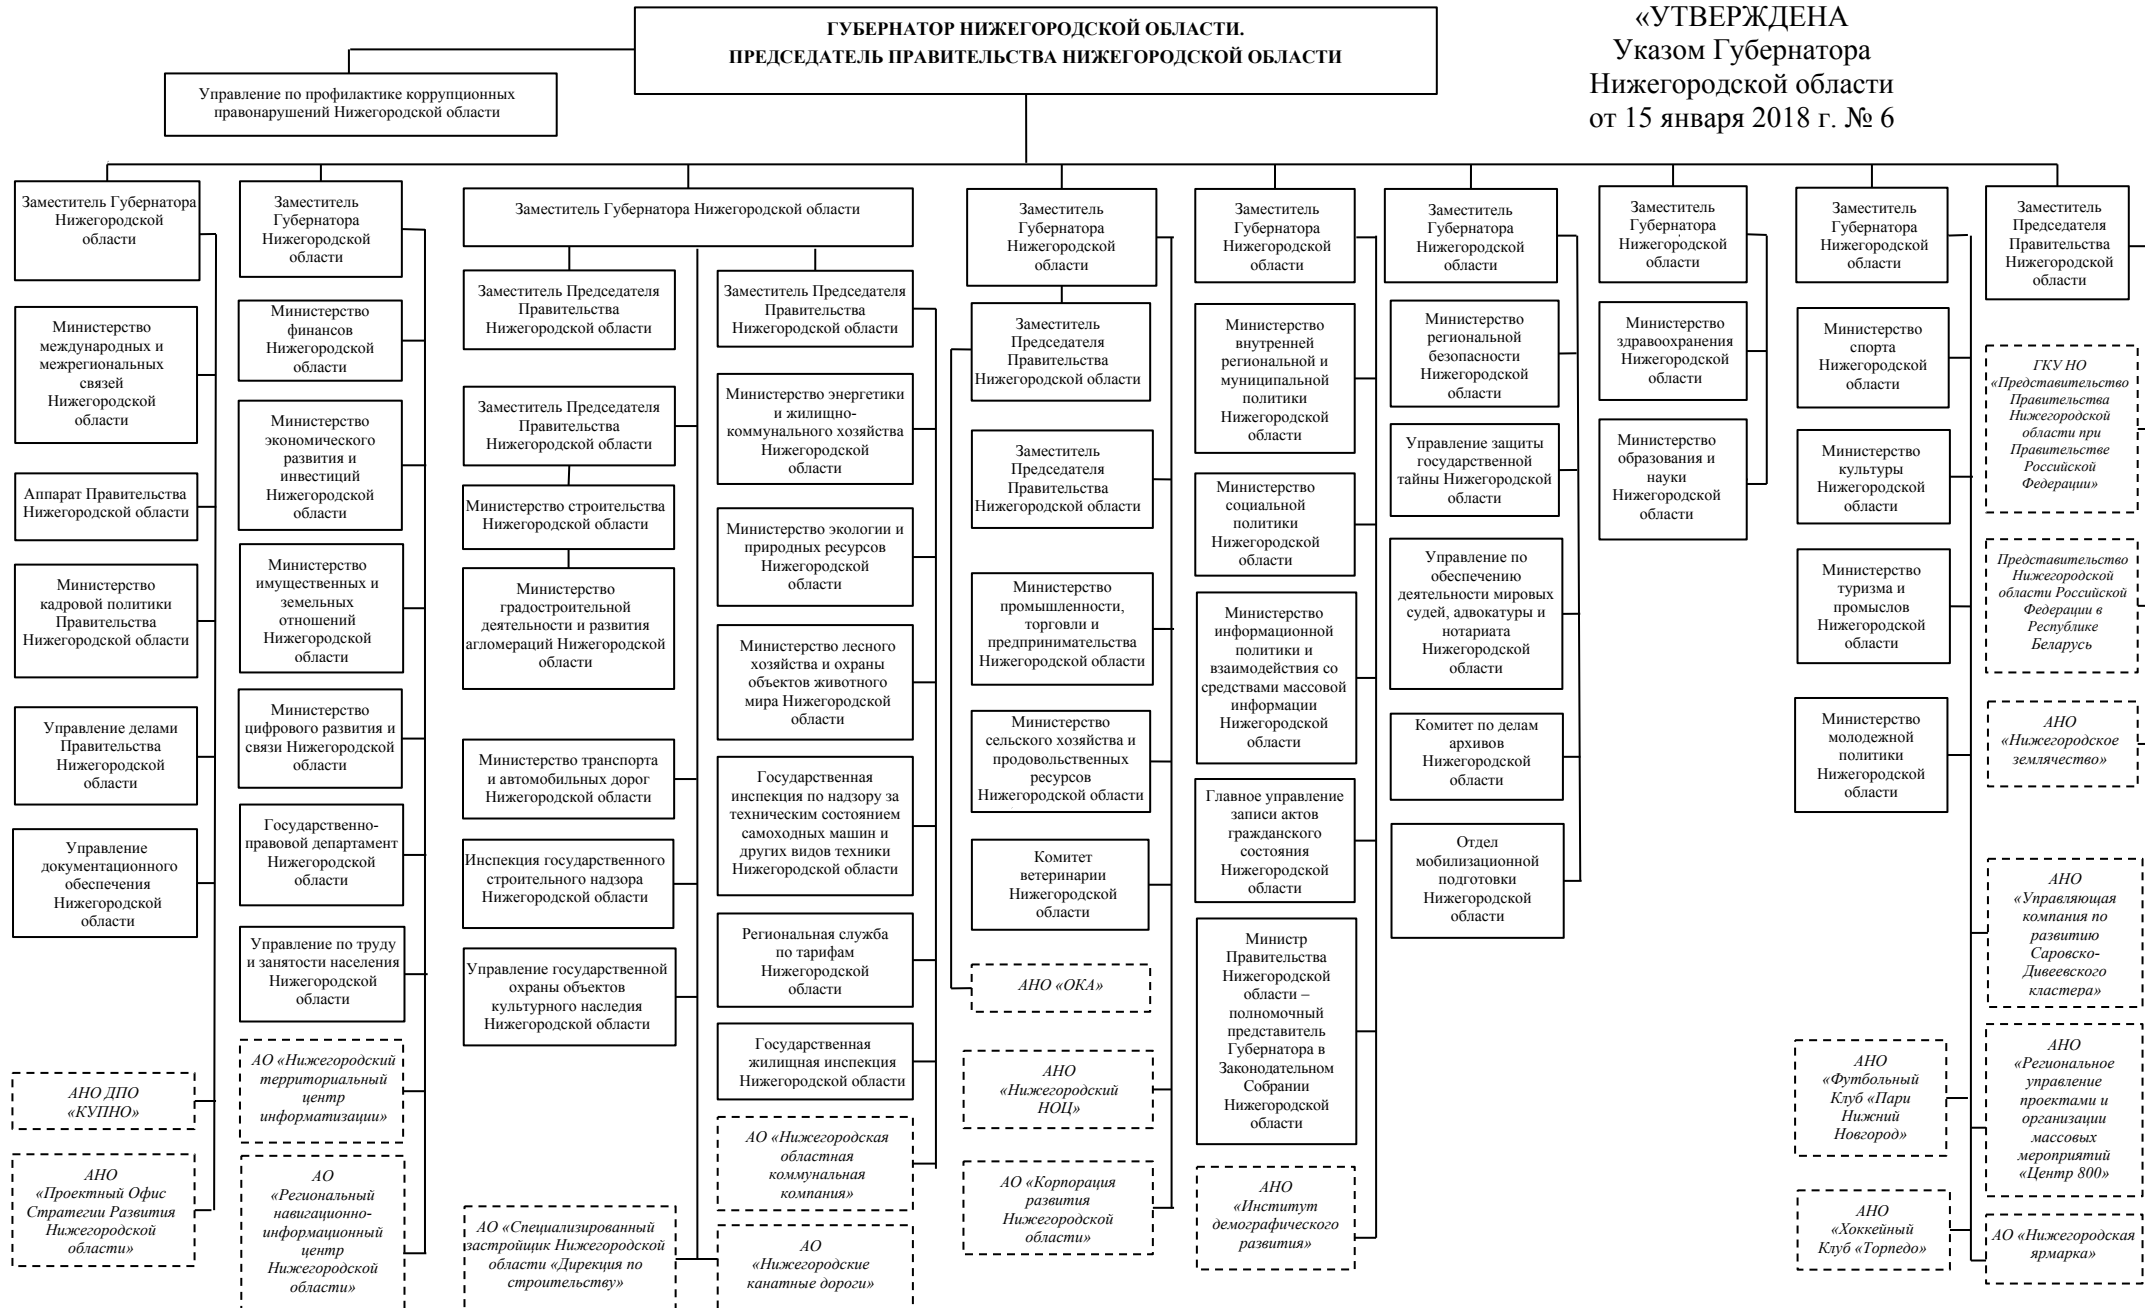 ГУБЕРНАТОР НИЖЕГОРОДСКОЙ ОБЛАСТИ.
ПРЕДСЕДАТЕЛЬ ПРАВИТЕЛЬСТВА НИЖЕГОРОДСКОЙ ОБЛАСТИ
«УТВЕРЖДЕНА
Указом Губернатора
Нижегородской области
от 15 января 2018 г. № 6
Управление по профилактике коррупционных
правонарушений Нижегородской области
Заместитель Губернатора
Нижегородской
области
Министерство
международных и
межрегиональных
связей
Нижегородской
области
Аппарат Правительства
Нижегородской области
Министерство
кадровой политики
Правительства
Нижегородской области
Управление делами
Правительства
Нижегородской
области
Управление
документационного
обеспечения
Нижегородской
области
АНО ДПО
«КУПНО»
АНО
«Проектный Офис
Стратегии Развития
Нижегородской
области»
Заместитель
Губернатора
Нижегородской
области
Министерство
финансов
Нижегородской
области
Министерство
экономического
развития и
инвестиций
Нижегородской
области
Министерство
имущественных и
земельных
отношений
Нижегородской
области
Министерство
цифрового развития и
связи Нижегородской
области
Государственно-
правовой департамент
Нижегородской
области
Управление по труду
и занятости населения
Нижегородской
области
АО «Нижегородский
территориальный
центр
информатизации»
АО
«Региональный
навигационно-
информационный
центр
Нижегородской
области»
Заместитель Губернатора Нижегородской области
Заместитель Председателя
Правительства
Нижегородской области
Заместитель Председателя
Правительства
Нижегородской области
Министерство строительства
Нижегородской области
Министерство
градостроительной
деятельности и развития
агломераций Нижегородской
области
Министерство транспорта
и автомобильных дорог
Нижегородской области
Инспекция государственного
строительного надзора
Нижегородской области
Управление государственной
охраны объектов
культурного наследия
Нижегородской области
АО «Специализированный
застройщик Нижегородской
области «Дирекция по
строительству»
Заместитель Председателя
Правительства
Нижегородской области
Министерство энергетики
и жилищно-
коммунального хозяйства
Нижегородской
области
Министерство экологии и
природных ресурсов
Нижегородской
области
Министерство лесного
хозяйства и охраны
объектов животного
мира Нижегородской
области
Государственная
инспекция по надзору за
техническим состоянием
самоходных машин и
других видов техники
Нижегородской области
Региональная служба
по тарифам
Нижегородской
области
Государственная
жилищная инспекция
Нижегородской области
АО «Нижегородская
областная
коммунальная
компания»
АО
«Нижегородские
канатные дороги»
Заместитель
Губернатора
Нижегородской
области
Заместитель
Председателя
Правительства
Нижегородской области
Заместитель
Председателя
Правительства
Нижегородской области
Министерство
промышленности,
торговли и
предпринимательства
Нижегородской области
Министерство
сельского хозяйства и
продовольственных
ресурсов
Нижегородской области
Комитет
ветеринарии
Нижегородской
области
АНО «ОКА»
АНО
«Нижегородский
НОЦ»
АО «Корпорация
развития
Нижегородской
области»
Заместитель
Губернатора
Нижегородской
области
Министерство
внутренней
региональной и
муниципальной
политики
Нижегородской
области
Министерство
социальной
политики
Нижегородской
области
Министерство
информационной
политики и
взаимодействия со
средствами массовой
информации
Нижегородской
области
Главное управление
записи актов
гражданского
состояния
Нижегородской
области
Министр
Правительства
Нижегородской
области –
полномочный
представитель
Губернатора в
Законодательном
Собрании
Нижегородской
области
АНО
«Институт
демографического
развития»
Заместитель
Губернатора
Нижегородской
области
Министерство
региональной
безопасности
Нижегородской
области
Управление защиты
государственной
тайны Нижегородской
области
Управление по
обеспечению
деятельности мировых
судей, адвокатуры и
нотариата
Нижегородской
области
Комитет по делам
архивов
Нижегородской
области
Отдел
мобилизационной
подготовки
Нижегородской
области
Заместитель
Губернатора
Нижегородской
области
Министерство
здравоохранения
Нижегородской
области
Министерство
образования и
науки
Нижегородской
области
Заместитель
Губернатора
Нижегородской
области
Министерство
спорта
Нижегородской
области
Министерство
культуры
Нижегородской
области
Министерство
туризма и
промыслов
Нижегородской
области
Министерство
молодежной
политики
Нижегородской
области
АНО
«Футбольный
Клуб «Пари
Нижний
Новгород»
АНО
«Хоккейный
Клуб «Торпедо»
Заместитель
Председателя
Правительства
Нижегородской
области
ГКУ НО
«Представительство
Правительства
Нижегородской
области при
Правительстве
Российской
Федерации»
Представительство
Нижегородской
области Российской
Федерации в
Республике
Беларусь
АНО
«Нижегородское
землячество»
АНО
«Управляющая
компания по
развитию
Саровско-
Дивеевского
кластера»
АНО
«Региональное
управление
проектами и
организации
массовых
мероприятий
«Центр 800»
АО «Нижегородская
ярмарка»